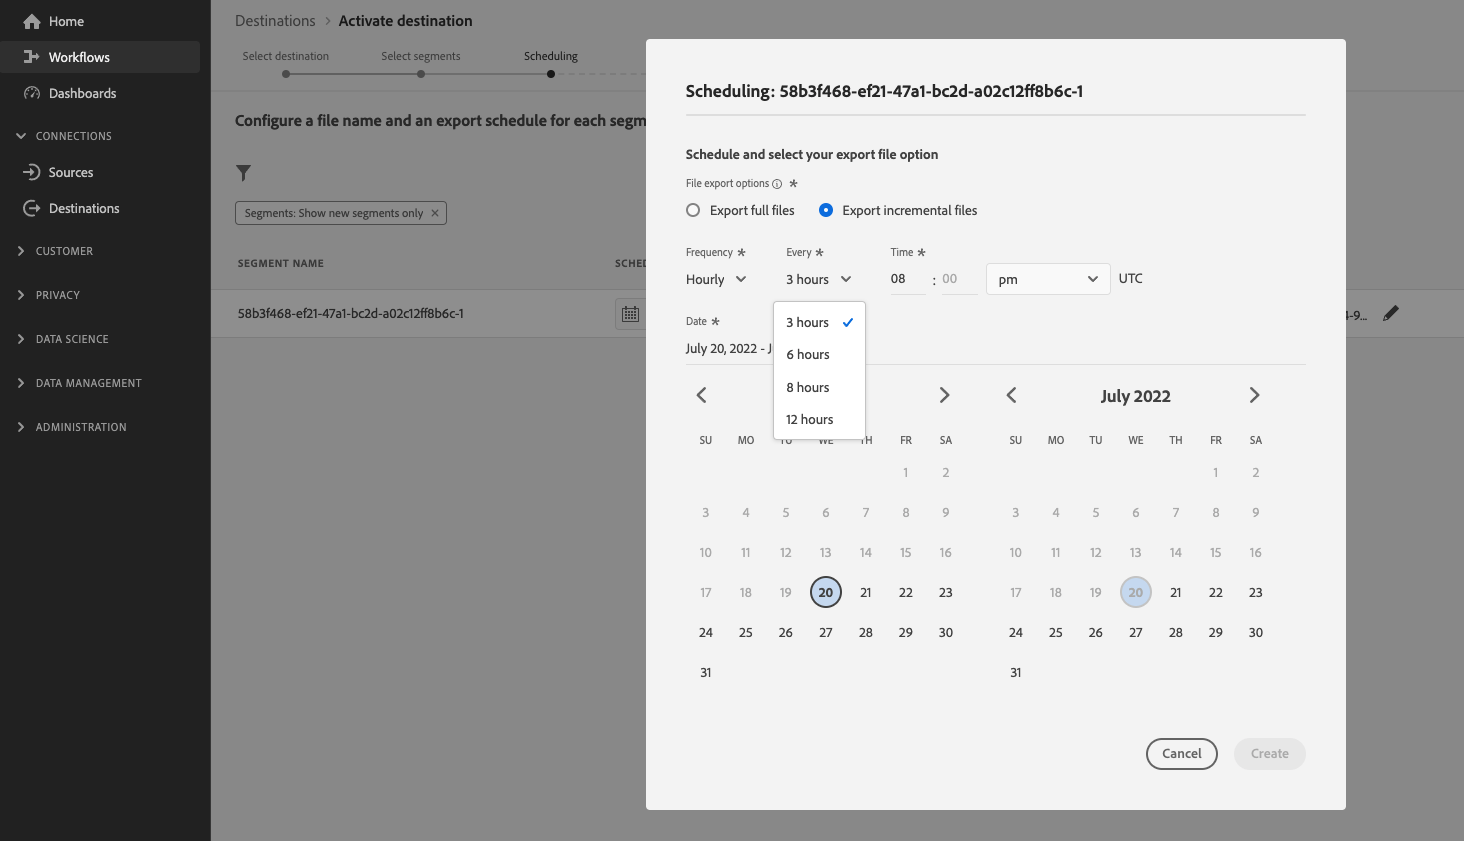 Home
Workflows
Dashboards
CONNECTIONS
Sources
Destinations
CUSTOMER
PRIVACY
DATA SCIENCE
DATA MANAGEMENT
ADMINISTRATION
Destinations > Activate destination
Select destination Select segments Scheduling
Configure a file name and an export schedule for each segm
Segments: Show new segments only ×
SEGMENT NAME SCHED
58b3f468-ef21-47a1-bc2d-a02c12ff8b6c-1
4-9...
Scheduling: 58b3f468-ef21-47a1-bc2d-a02c12ff8b6c-1
Schedule and select your export file option
File export options *
Export full files Export incremental files
Frequency * Every * Time *
Hourly 3 hours 08 : 00 pm UTC
3 hours
6 hours
8 hours
12 hours
Date *
July 20, 2022 - J
July 2022
SU MO TU WE TH FR SA SU MO TU WE TH FR SA
1 2 1 2
3 4 5 6 7 8 9 3 4 5 6 7 8 9
10 11 12 13 14 15 16 10 11 12 13 14 15 16
17 18 19 20 21 22 23 17 18 19 20 21 22 23
24 25 26 27 28 29 30 24 25 26 27 28 29 30
31 31
Cancel Create